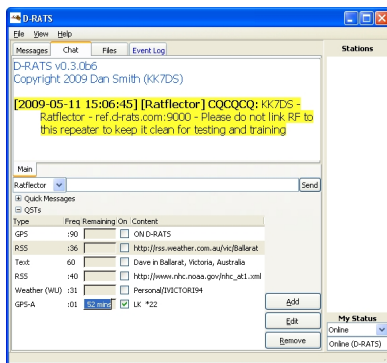 D-RATS
File View Help
Messages Chat Files Event Log
Stations
D-RATS v0.3.0b6
Copyright 2009 Dan Smith (KK7DS)
[2009-05-11 15:06:45] [Ratflector] CQCQCQ: KK7DS -
Ratflector - ref.d-rats.com:9000 - Please do not link RF to
this repeater to keep it clean for testing and training
Main
Ratflector Send
Quick Messages
QSTs
Type Freq Remaining On Content
GPS :90 ON D-RATS
RSS :36 http://rss.weather.com.au/vic/Ballarat
Text 60 Dave in Ballarat, Victoria, Australia
RSS :40 http://www.nhc.noaa.gov/nhc_at1.xml
Weather (WU) :31 Personal/IVICTORI94
GPS-A :01 52 mins LK *22
Add
Edit
Remove
My Status
Online
Online (D-RATS)